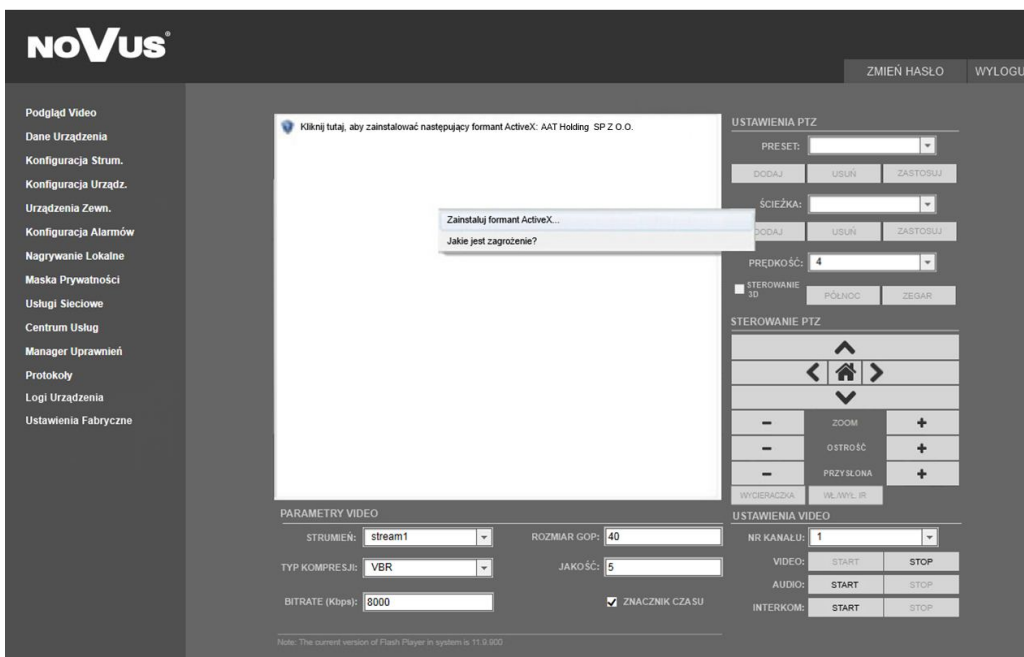 NOVUS®
ZMIEŃ HASŁO WYLOGU
Podgląd Video
Dane Urządzenia
Konfiguracja Strum.
Konfiguracja Urządz.
Urządzenia Zewn.
Konfiguracja Alarmów
Nagrywanie Lokalne
Maska Prywatności
Usługi Sieciowe
Centrum Usług
Manager Uprawnień
Protokoły
Logi Urządzenia
Ustawienia Fabryczne
Kliknij tutaj, aby zainstalować następujący formant ActiveX: AAT Holding SP Z O.O.
Zainstaluj formant ActiveX...
Jakie jest zagrożenie?
PARAMETRY VIDEO
STRUMIEŃ: stream1 ROZMIAR GOP: 40
TYP KOMPRESJI: VBR JAKOŚĆ: 5
BITRATE (Kbps): 8000 ZNACZNIK CZASU
Note: The current version of Flash Player in system is 11.9.900
USTAWIENIA PTZ
PRESET:
DODAJ USUŃ ZASTOSUJ
ŚCIEŻKA:
DODAJ USUŃ ZASTOSUJ
PRĘDKOŚĆ: 4
STEROWANIE
3D PÓŁNOC ZEGAR
STEROWANIE PTZ
- ZOOM +
- OSTROŚĆ +
- PRZYSŁONA +
WYCIERACZKA WŁ./WYŁ. IR
USTAWIENIA VIDEO
NR KANAŁU: 1
VIDEO: START STOP
AUDIO: START STOP
INTERKOM: START STOP